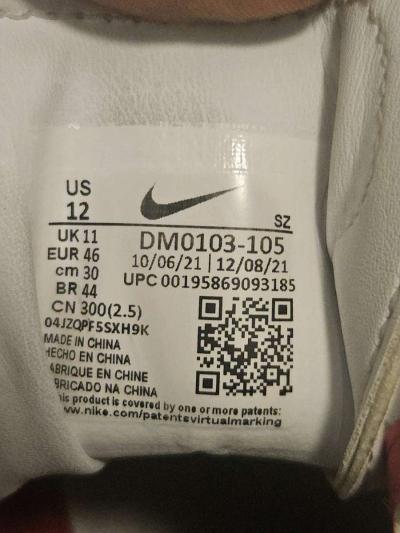 US
12
SZ
UK 11
DM0103-105
EUR 46
10/06/21 | 12/08/21
cm 30
UPC 00195869093185
BR 44
CN 300(2.5)
04JZQPFSSXH9K
MADE IN CHINA
HECHO EN CHINA
ABRIQUE EN CHINE
BRICADO NA CHINA
his product is covered by one or more patents:
www.nike.com/patentsvirtualmarking